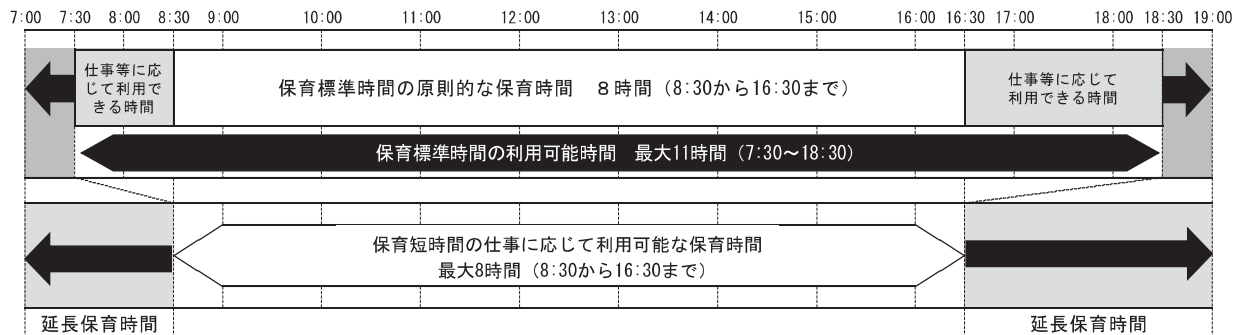 7:00 7:30 8:00 8:30 9:00 10:00 11:00 12:00 13:00 14:00 15:00 16:00 16:30 17:00 18:00 18:30 19:00
仕事等に応
じて利用で
きる時間
保育標準時間の原則的な保育時間　8時間（8:30から16:30まで）
仕事等に応じて
利用できる時間
保育標準時間の利用可能時間　最大11時間（7:30～18:30）
保育短時間の仕事に応じて利用可能な保育時間
最大8時間（8:30から16:30まで）
延長保育時間
延長保育時間